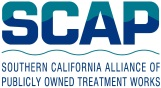 SCAP
SOUTHERN CALIFORNIA ALLIANCE OF
PUBLICLY OWNED TREATMENT WORKS